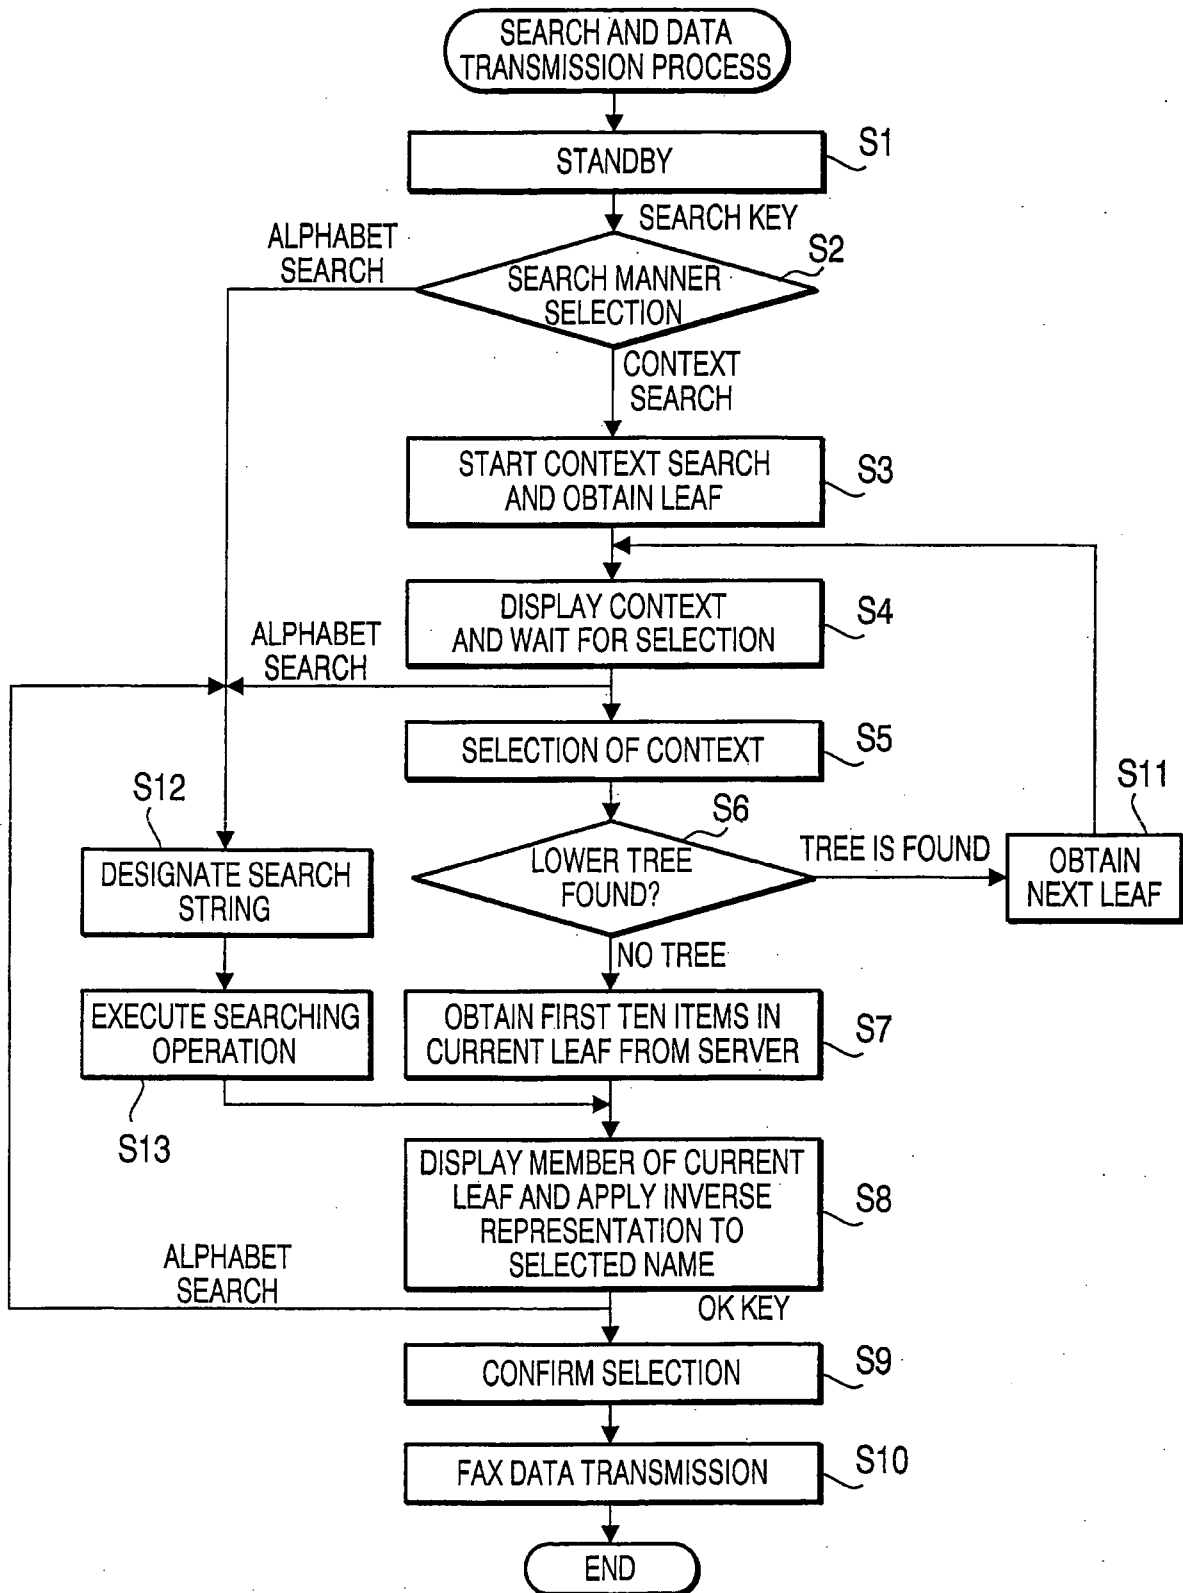 SEARCH AND DATA
TRANSMISSION PROCESS
STANDBY
S1
SEARCH KEY
ALPHABET
SEARCH
S2
SEARCH MANNER
SELECTION
CONTEXT
SEARCH
START CONTEXT SEARCH
AND OBTAIN LEAF
S3
DISPLAY CONTEXT
AND WAIT FOR SELECTION
S4
ALPHABET
SEARCH
SELECTION OF CONTEXT
S5
S12
S6
S11
DESIGNATE SEARCH
STRING
LOWER TREE
FOUND?
TREE IS FOUND
OBTAIN
NEXT LEAF
NO TREE
EXECUTE SEARCHING
OPERATION
OBTAIN FIRST TEN ITEMS IN
CURRENT LEAF FROM SERVER
S7
S13
DISPLAY MEMBER OF CURRENT
LEAF AND APPLY INVERSE
REPRESENTATION TO
SELECTED NAME
S8
ALPHABET
SEARCH
OK KEY
CONFIRM SELECTION
S9
FAX DATA TRANSMISSION
S10
END